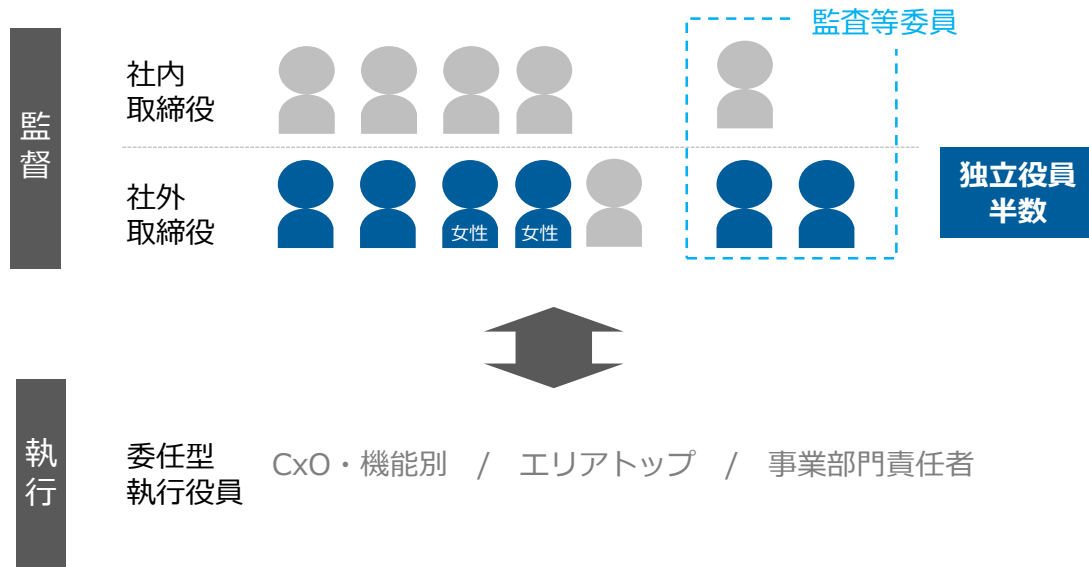 監査等委員
監督
社内
取締役
社外
取締役
女性
女性
独立役員
半数
執行
委任型
執行役員
CxO・機能別 / エリアトップ / 事業部門責任者